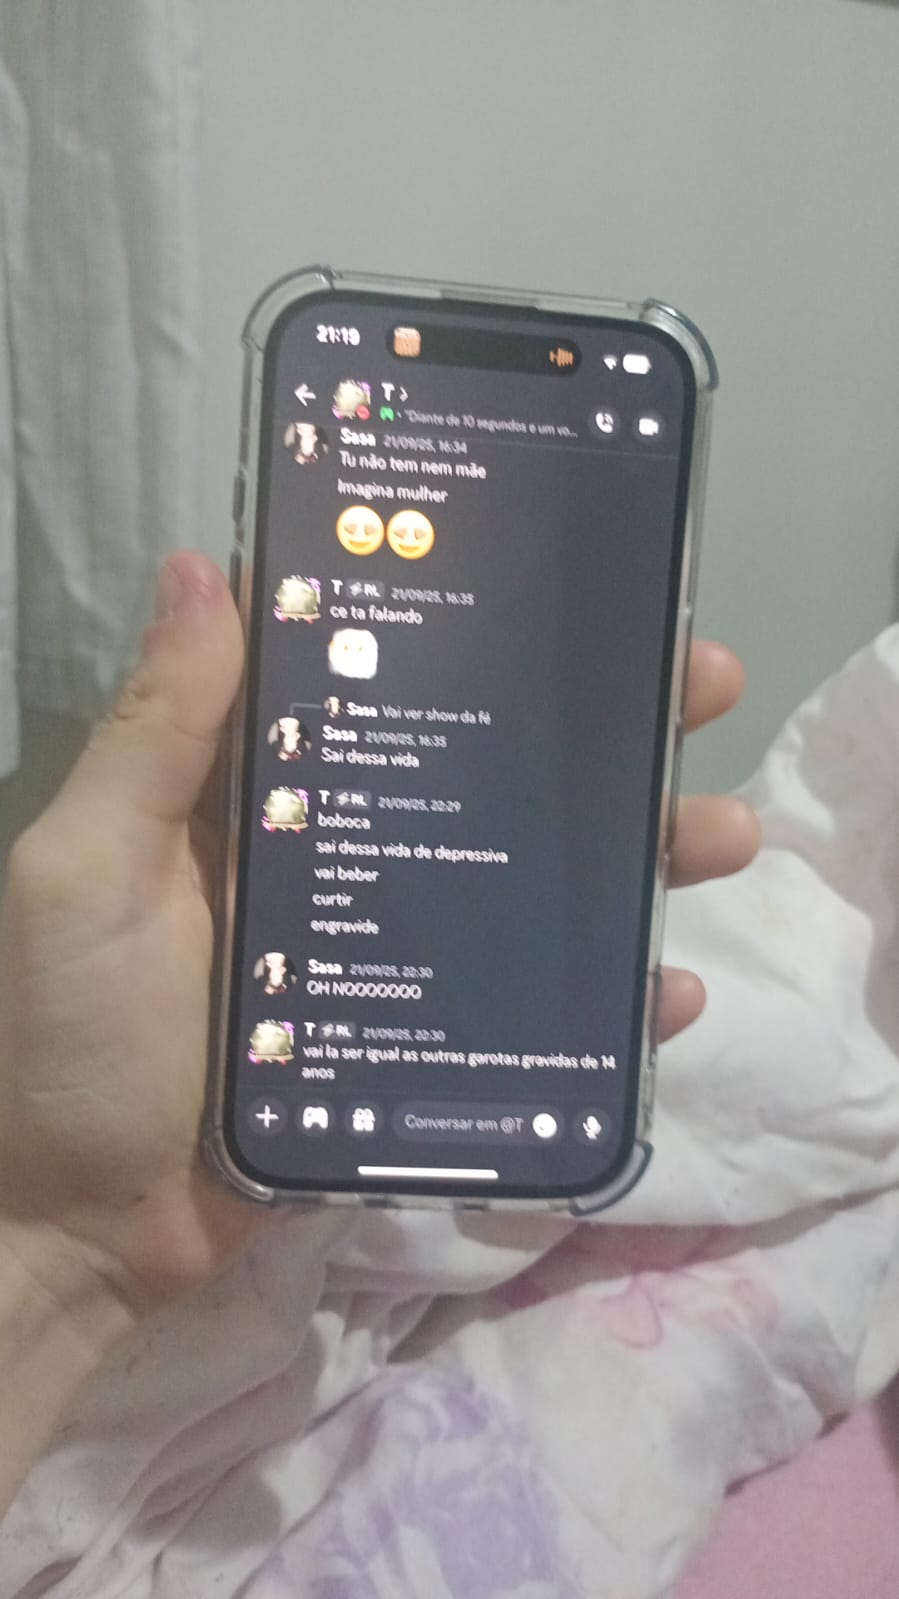 21:19
T >
"Diante de 10 segundos e um vo...
Sasa 21/09/25, 16:34
Tu não tem nem mãe
Imagina mulher
T RL 21/09/25, 16:35
ce ta falando
Sasa Vai ver show da fé
Sasa 21/09/25, 16:35
Sai dessa vida
T RL 21/09/25, 22:29
boboca
sai dessa vida de depressiva
vai beber
curtir
engravide
Sasa 21/09/25, 22:30
OH NOOOOOOO
T RL 21/09/25, 22:30
vai la ser igual as outras garotas gravidas de 14
anos
Conversar em @T